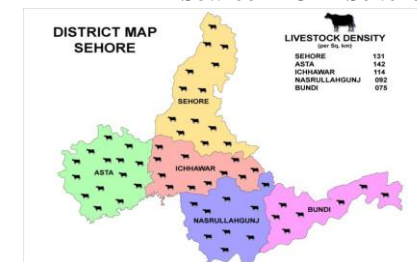 DISTRICT MAP
SEHORE
LIVESTOCK DENSITY
(per Sq. km)
SEHORE 131
ASTA 142
ICHHAWAR 114
NASRULLAHGUNJ 092
BUNDI 075
SEHORE
ASTA
ICHHAWAR
NASRULLAHGUNJ
BUNDI